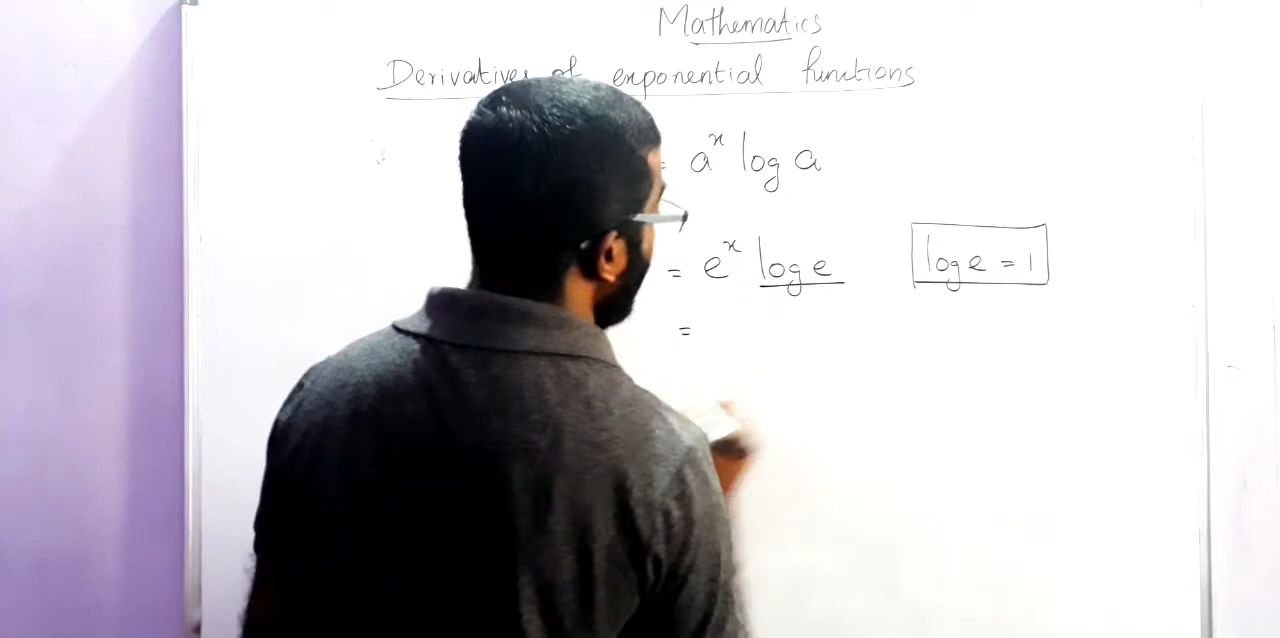 Mathematics
Derivatives of exponential functions
= aˣ log a
= eˣ log e
log e = 1
=